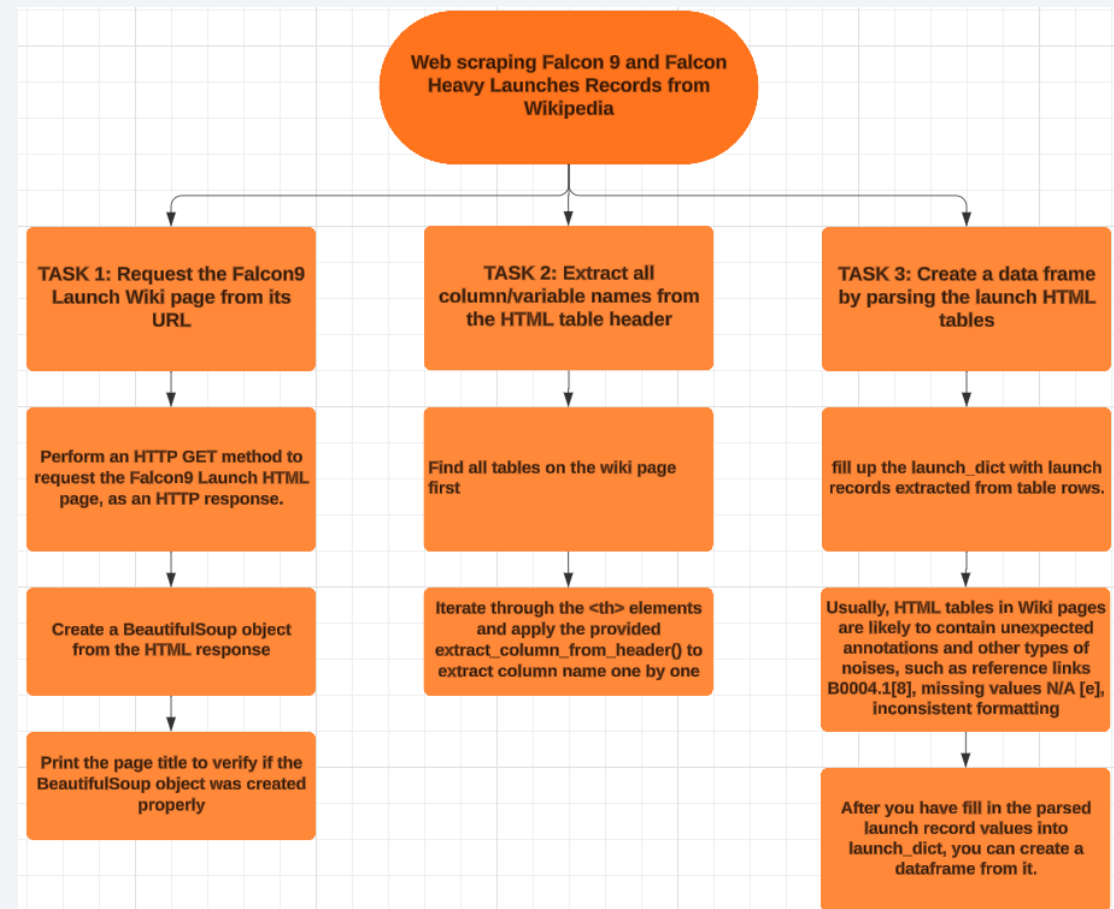 Web scraping Falcon 9 and Falcon
Heavy Launches Records from
Wikipedia
TASK 1: Request the Falcon9
Launch Wiki page from its
URL
Perform an HTTP GET method to
request the Falcon9 Launch HTML
page, as an HTTP response.
Create a BeautifulSoup object
from the HTML response
Print the page title to verify if the
BeautifulSoup object was created
properly
TASK 2: Extract all
column/variable names from
the HTML table header
Find all tables on the wiki page
first
Iterate through the <th> elements
and apply the provided
extract_column_from_header() to
extract column name one by one
TASK 3: Create a data frame
by parsing the launch HTML
tables
fill up the launch_dict with launch
records extracted from table rows.
Usually, HTML tables in Wiki pages
are likely to contain unexpected
annotations and other types of
noises, such as reference links
B0004.1[8], missing values N/A [e],
inconsistent formatting
After you have fill in the parsed
launch record values into
launch_dict, you can create a
dataframe from it.